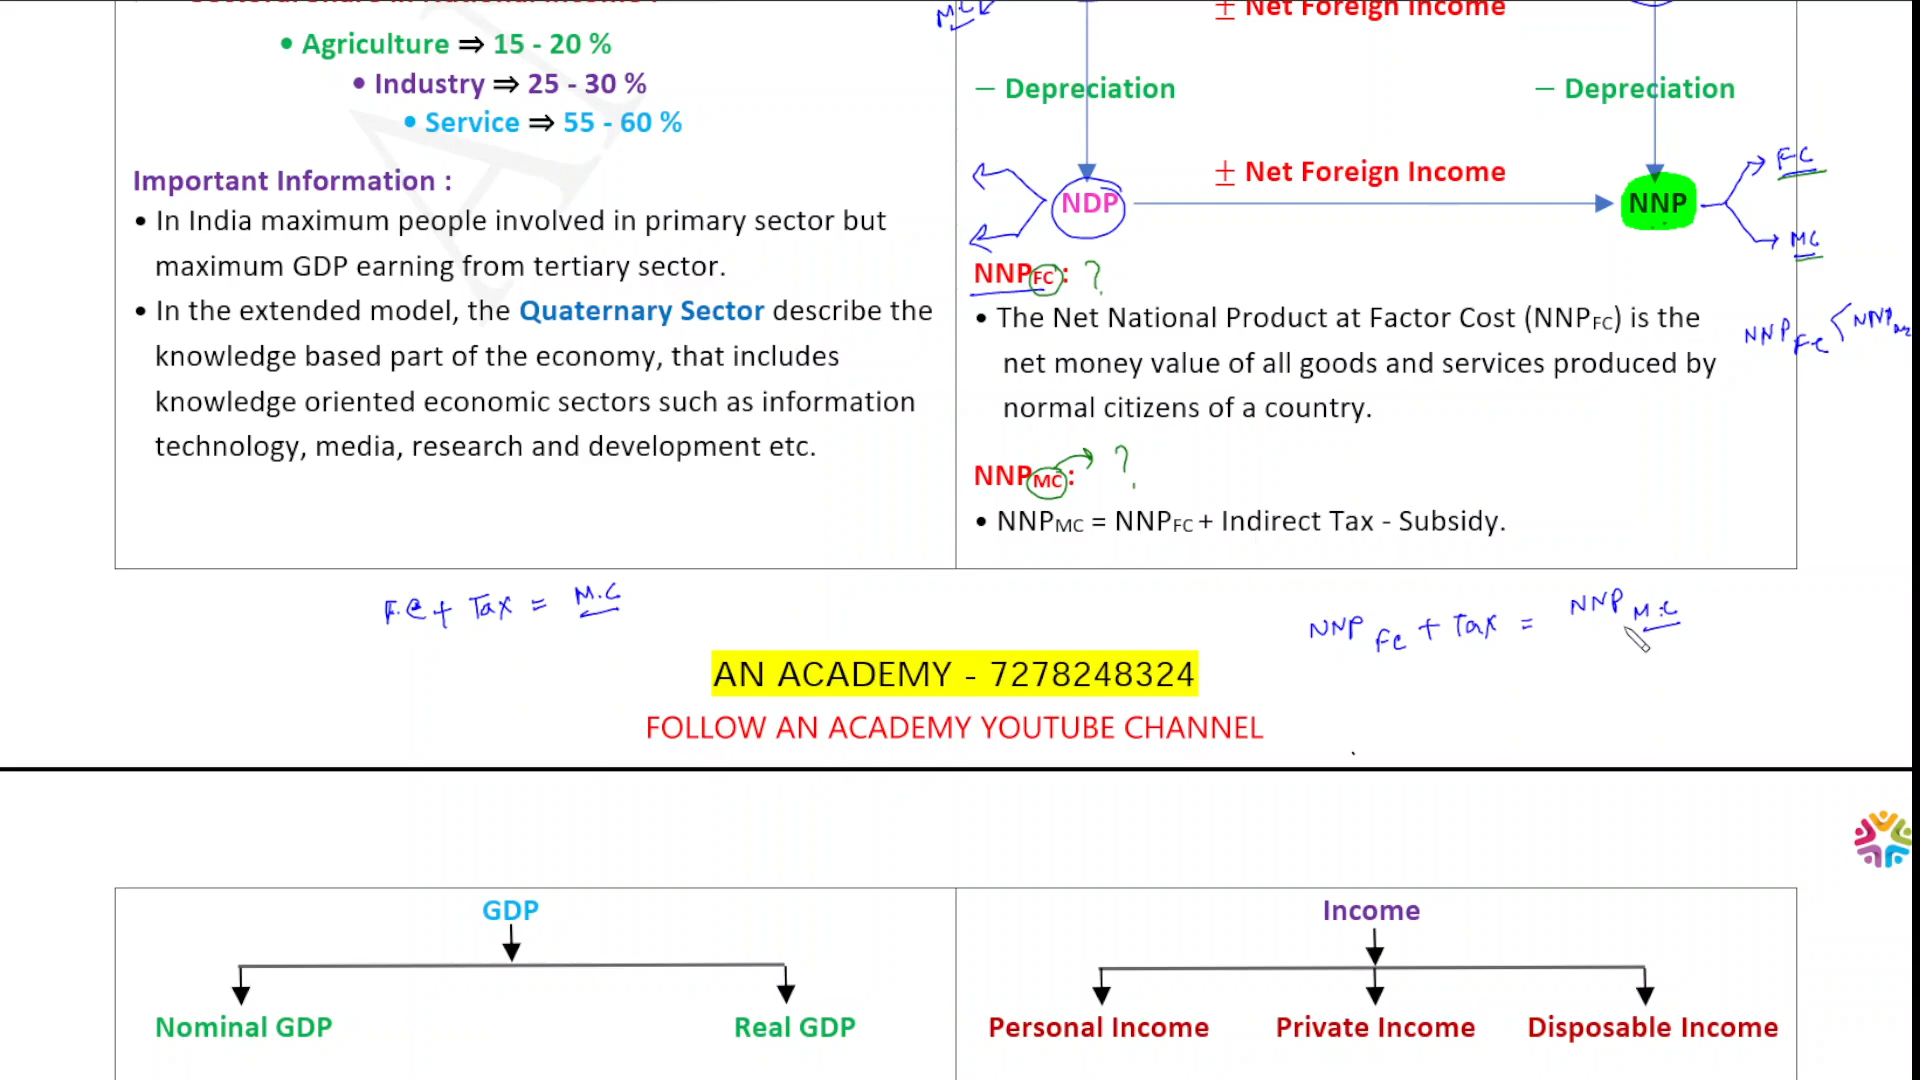 • Agriculture ⇒ 15 - 20 %
• Industry ⇒ 25 - 30 %
• Service ⇒ 55 - 60 %
Important Information :
• In India maximum people involved in primary sector but
maximum GDP earning from tertiary sector.
• In the extended model, the Quaternary Sector describe the
knowledge based part of the economy, that includes
knowledge oriented economic sectors such as information
technology, media, research and development etc.
MC
± Net Foreign Income
− Depreciation
− Depreciation
± Net Foreign Income
NDP
NNP
FC
MC
NNPFC : ?
• The Net National Product at Factor Cost (NNPFC) is the
net money value of all goods and services produced by
normal citizens of a country.
NNP FC
NNP
NNPMC : ?
• NNPMC = NNPFC + Indirect Tax - Subsidy.
F.C + Tax = M.C
NNP FC + Tax = NNP M.C
AN ACADEMY - 7278248324
FOLLOW AN ACADEMY YOUTUBE CHANNEL
GDP
Nominal GDP
Real GDP
Income
Personal Income
Private Income
Disposable Income